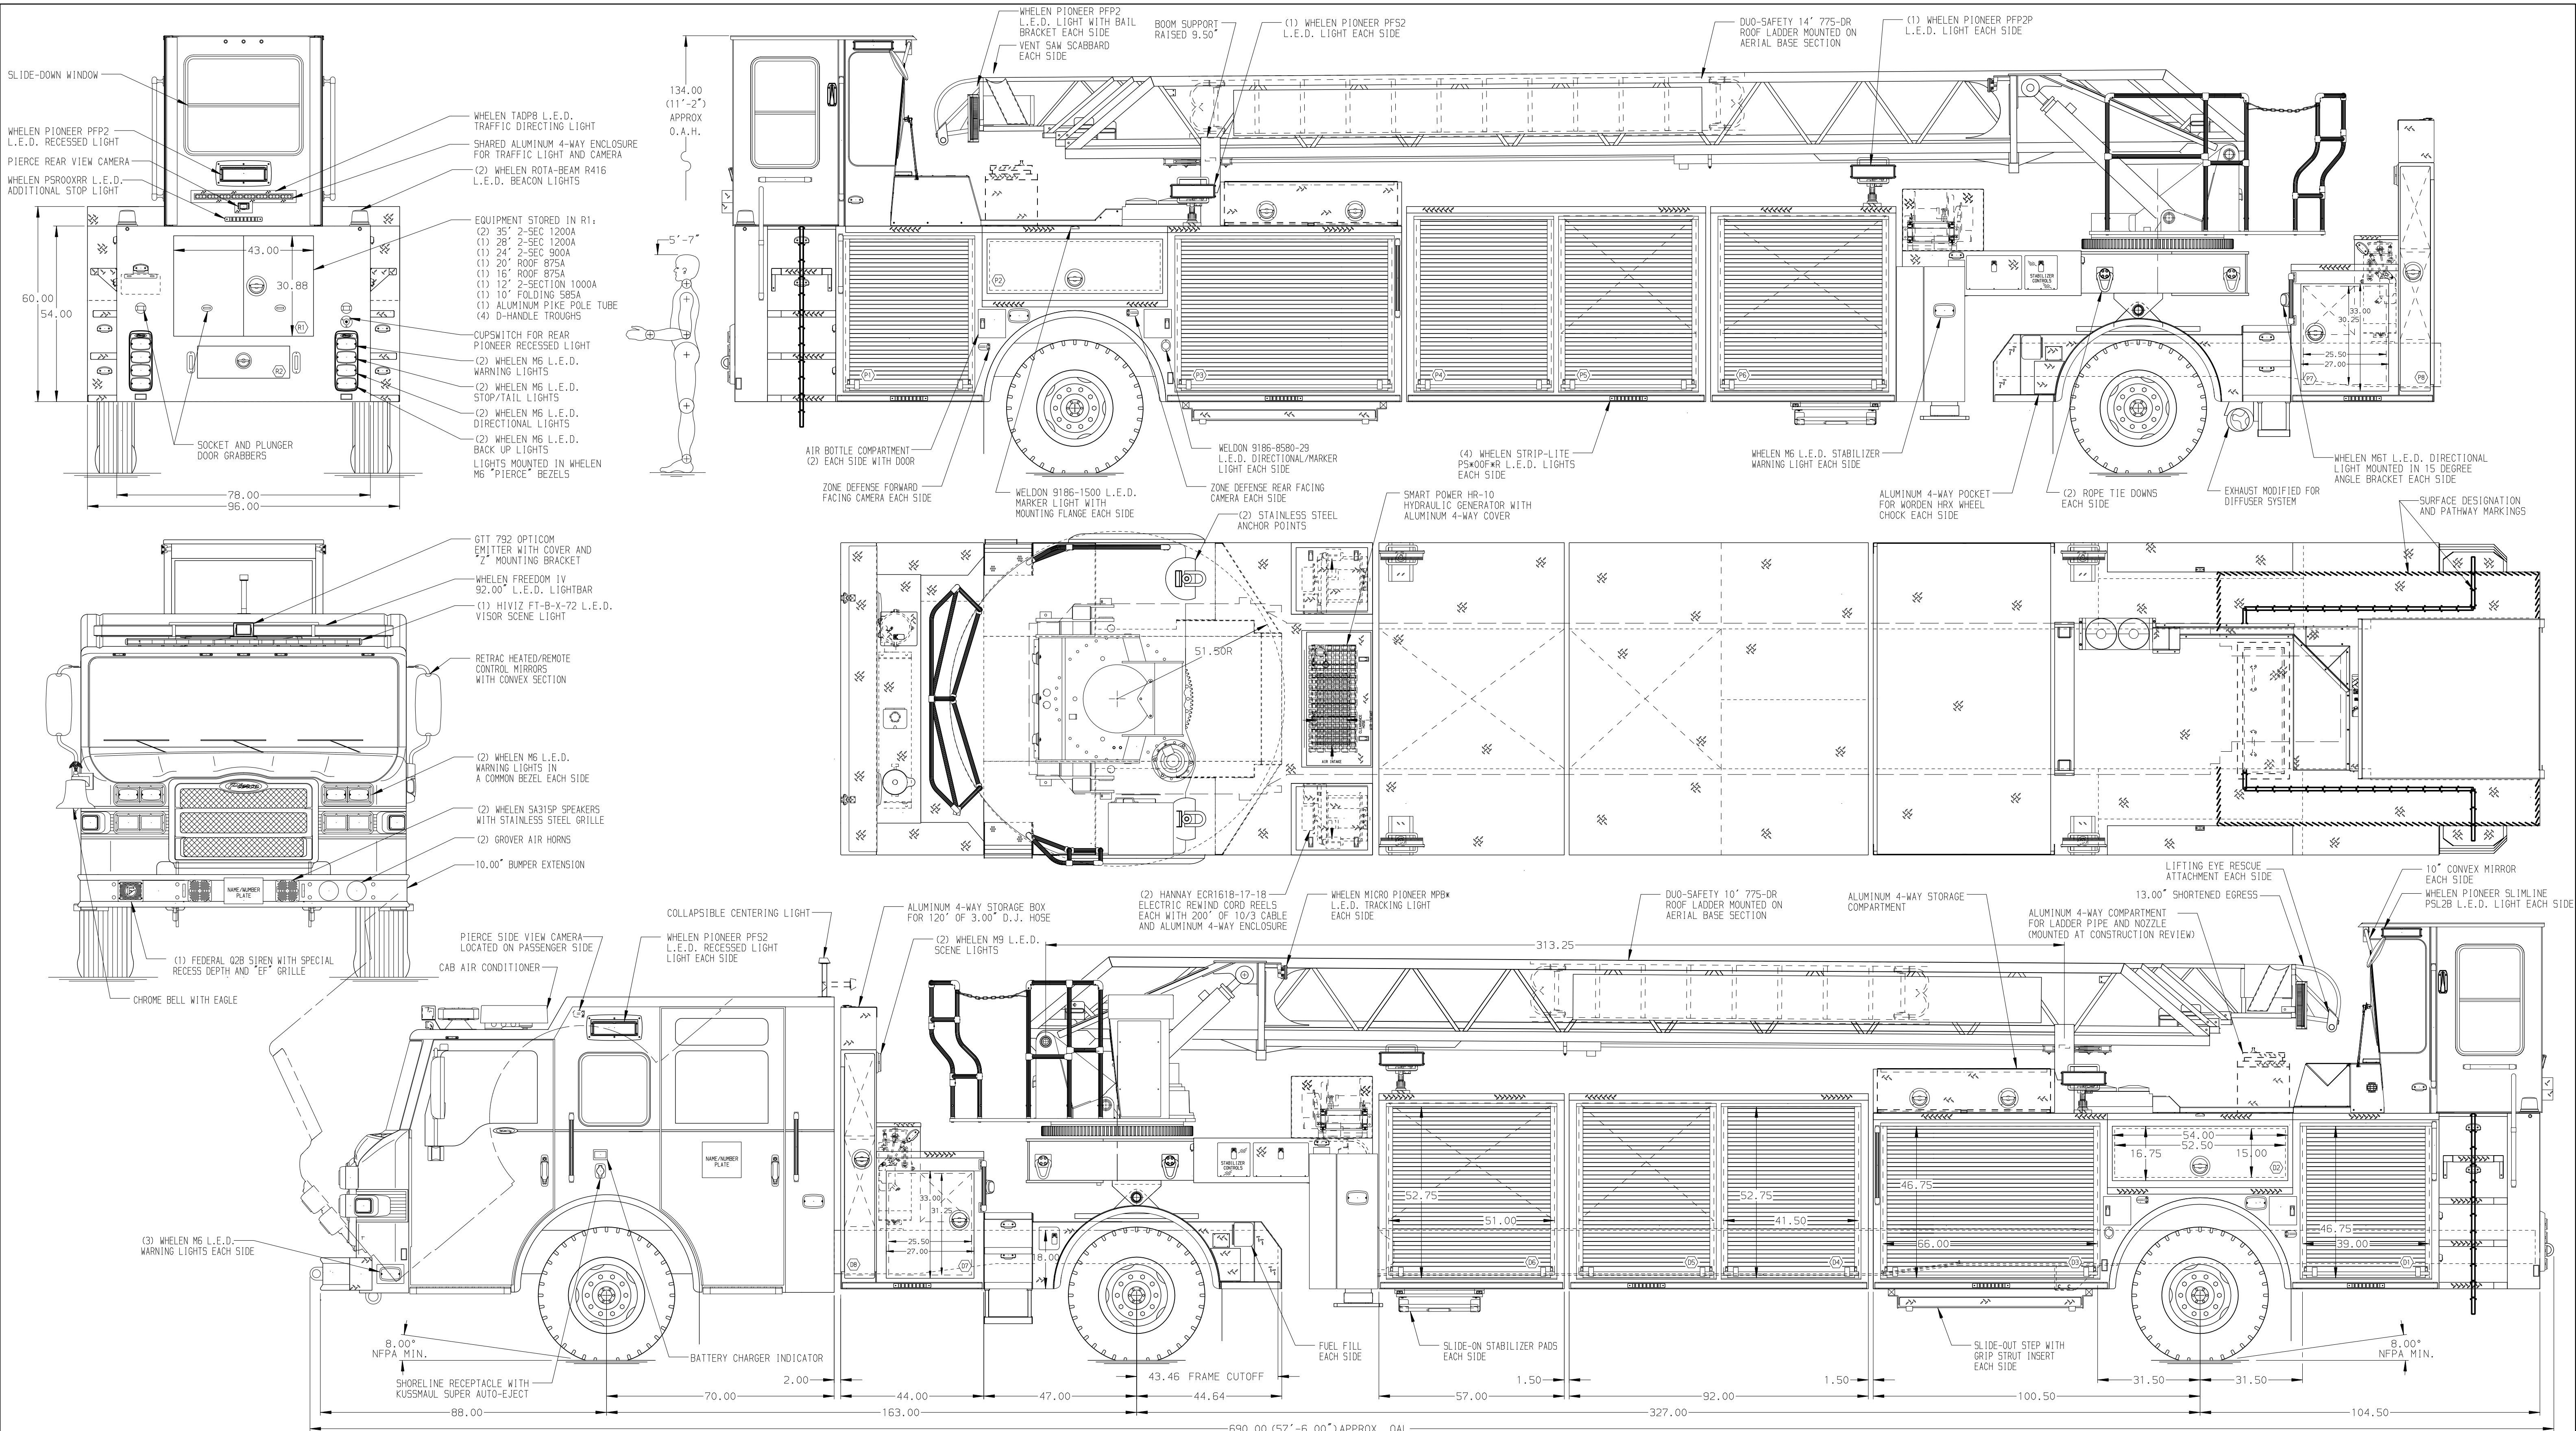 SLIDE-DOWN WINDOW
WHELEN PIONEER PFP2
L.E.D. RECESSED LIGHT
PIERCE REAR VIEW CAMERA
WHELEN PSR00XRR L.E.D.
ADDITIONAL STOP LIGHT
WHELEN TADP8 L.E.D.
TRAFFIC DIRECTING LIGHT
SHARED ALUMINUM 4-WAY ENCLOSURE
FOR TRAFFIC LIGHT AND CAMERA
(2) WHELEN ROTA-BEAM R416
L.E.D. BEACON LIGHTS
EQUIPMENT STORED IN R1:
(2) 35' 2-SEC 1200A
(1) 28' 2-SEC 1200A
(1) 24' 2-SEC 900A
(1) 20' ROOF 875A
(1) 16' ROOF 875A
(1) 12' 2-SECTION 1000A
(1) 10' FOLDING 585A
(1) ALUMINUM PIKE POLE TUBE
(4) D-HANDLE TROUGHS
43.00
30.88
R1
R2
60.00
54.00
CUPSWITCH FOR REAR
PIONEER RECESSED LIGHT
(2) WHELEN M6 L.E.D.
WARNING LIGHTS
(2) WHELEN M6 L.E.D.
STOP/TAIL LIGHTS
(2) WHELEN M6 L.E.D.
DIRECTIONAL LIGHTS
(2) WHELEN M6 L.E.D.
BACK UP LIGHTS
LIGHTS MOUNTED IN WHELEN
M6 "PIERCE" BEZELS
SOCKET AND PLUNGER
DOOR GRABBERS
78.00
96.00
134.00
(11'-2")
APPROX
O.A.H.
5'-7"
WHELEN PIONEER PFP2
L.E.D. LIGHT WITH BAIL
BRACKET EACH SIDE
VENT SAW SCABBARD
EACH SIDE
BOOM SUPPORT
RAISED 9.50"
(1) WHELEN PIONEER PFS2
L.E.D. LIGHT EACH SIDE
DUO-SAFETY 14' 775-DR
ROOF LADDER MOUNTED ON
AERIAL BASE SECTION
(1) WHELEN PIONEER PFP2P
L.E.D. LIGHT EACH SIDE
P1
P2
P3
P4
P5
P6
P7
P8
STABILIZER
CONTROLS
33.00
30.25
25.50
27.00
AIR BOTTLE COMPARTMENT
(2) EACH SIDE WITH DOOR
ZONE DEFENSE FORWARD
FACING CAMERA EACH SIDE
WELDON 9186-1500 L.E.D.
MARKER LIGHT WITH
MOUNTING FLANGE EACH SIDE
WELDON 9186-8580-29
L.E.D. DIRECTIONAL/MARKER
LIGHT EACH SIDE
ZONE DEFENSE REAR FACING
CAMERA EACH SIDE
(4) WHELEN STRIP-LITE
PS*00F*R L.E.D. LIGHTS
EACH SIDE
WHELEN M6 L.E.D. STABILIZER
WARNING LIGHT EACH SIDE
ALUMINUM 4-WAY POCKET
FOR WORDEN HRX WHEEL
CHOCK EACH SIDE
(2) ROPE TIE DOWNS
EACH SIDE
EXHAUST MODIFIED FOR
DIFFUSER SYSTEM
WHELEN M6T L.E.D. DIRECTIONAL
LIGHT MOUNTED IN 15 DEGREE
ANGLE BRACKET EACH SIDE
SURFACE DESIGNATION
AND PATHWAY MARKINGS
SMART POWER HR-10
HYDRAULIC GENERATOR WITH
ALUMINUM 4-WAY COVER
(2) STAINLESS STEEL
ANCHOR POINTS
51.50R
AIR INTAKE
GTT 792 OPTICOM
EMITTER WITH COVER AND
"Z" MOUNTING BRACKET
WHELEN FREEDOM IV
92.00" L.E.D. LIGHTBAR
(1) HIVIZ FT-B-X-72 L.E.D.
VISOR SCENE LIGHT
RETRAC HEATED/REMOTE
CONTROL MIRRORS
WITH CONVEX SECTION
(2) WHELEN M6 L.E.D.
WARNING LIGHTS IN
A COMMON BEZEL EACH SIDE
(2) WHELEN SA315P SPEAKERS
WITH STAINLESS STEEL GRILLE
(2) GROVER AIR HORNS
10.00" BUMPER EXTENSION
Pierce
NAME/NUMBER
PLATE
(1) FEDERAL Q2B SIREN WITH SPECIAL
RECESS DEPTH AND "EF" GRILLE
CHROME BELL WITH EAGLE
(2) HANNAY ECR1618-17-18
ELECTRIC REWIND CORD REELS
EACH WITH 200' OF 10/3 CABLE
AND ALUMINUM 4-WAY ENCLOSURE
WHELEN MICRO PIONEER MPB*
L.E.D. TRACKING LIGHT
EACH SIDE
DUO-SAFETY 10' 775-DR
ROOF LADDER MOUNTED ON
AERIAL BASE SECTION
ALUMINUM 4-WAY STORAGE
COMPARTMENT
LIFTING EYE RESCUE
ATTACHMENT EACH SIDE
13.00" SHORTENED EGRESS
ALUMINUM 4-WAY COMPARTMENT
FOR LADDER PIPE AND NOZZLE
(MOUNTED AT CONSTRUCTION REVIEW)
10" CONVEX MIRROR
EACH SIDE
WHELEN PIONEER SLIMLINE
PSL2B L.E.D. LIGHT EACH SIDE
COLLAPSIBLE CENTERING LIGHT
ALUMINUM 4-WAY STORAGE BOX
FOR 120' OF 3.00" D.J. HOSE
PIERCE SIDE VIEW CAMERA
LOCATED ON PASSENGER SIDE
WHELEN PIONEER PFS2
L.E.D. RECESSED LIGHT
LIGHT EACH SIDE
(2) WHELEN M9 L.E.D.
SCENE LIGHTS
CAB AIR CONDITIONER
313.25
NAME/NUMBER
PLATE
STABILIZER
CONTROLS
33.00
31.25
25.50
27.00
18.00
D8
D7
52.75
51.00
D6
D5
52.75
41.50
D4
46.75
66.00
D3
54.00
52.50
16.75
15.00
D2
46.75
39.00
D1
(3) WHELEN M6 L.E.D.
WARNING LIGHTS EACH SIDE
8.00°
NFPA MIN.
SHORELINE RECEPTACLE WITH
KUSSMAUL SUPER AUTO-EJECT
BATTERY CHARGER INDICATOR
FUEL FILL
EACH SIDE
SLIDE-ON STABILIZER PADS
EACH SIDE
SLIDE-OUT STEP WITH
GRIP STRUT INSERT
EACH SIDE
8.00°
NFPA MIN.
2.00
43.46 FRAME CUTOFF
1.50
1.50
31.50
31.50
70.00
44.00
47.00
44.64
57.00
92.00
100.50
88.00
163.00
327.00
104.50
690.00 (57'-6.00") APPROX. OAL